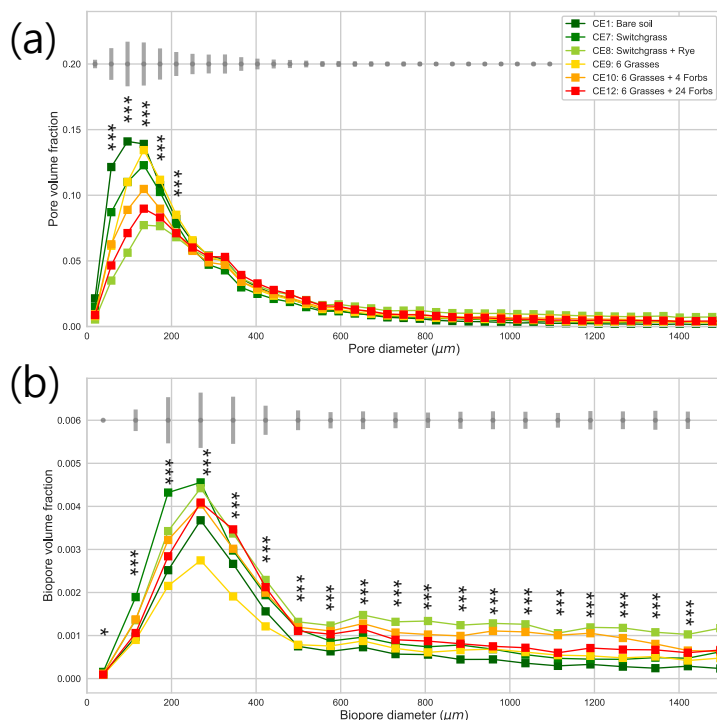 (a)
CE1: Bare soil
CE7: Switchgrass
CE8: Switchgrass + Rye
CE9: 6 Grasses
CE10: 6 Grasses + 4 Forbs
CE12: 6 Grasses + 24 Forbs
Pore volume fraction
0.20
0.15
0.10
0.05
0.00
*** *** *** *** ***
0 200 400 600 800 1000 1200 1400
Pore diameter (μm)
(b)
Biopore volume fraction
0.006
0.005
0.004
0.003
0.002
0.001
0.000
* *** *** *** *** *** *** *** *** *** *** *** *** *** *** *** *** ***
0 200 400 600 800 1000 1200 1400
Biopore diameter (μm)